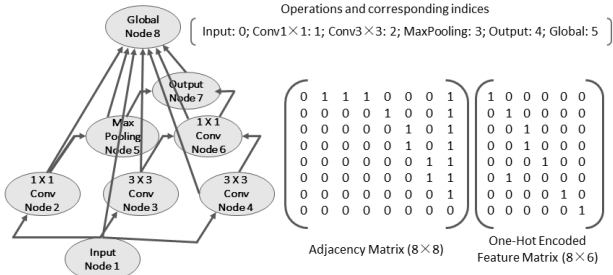 Operations and corresponding indices
Input: 0; Conv1×1: 1; Conv3×3: 2; MaxPooling: 3; Output: 4; Global: 5
Global
Node 8
Output
Node 7
Max
Pooling
Node 5
1 X 1
Conv
Node 6
1 X 1
Conv
Node 2
3 X 3
Conv
Node 3
3 X 3
Conv
Node 4
Input
Node 1
0 1 1 1 0 0 0 1
0 0 0 0 1 0 0 1
0 0 0 0 0 1 0 1
0 0 0 0 0 1 0 1
0 0 0 0 0 0 1 1
0 0 0 0 0 0 1 1
0 0 0 0 0 0 0 1
0 0 0 0 0 0 0 0
Adjacency Matrix (8×8)
1 0 0 0 0 0
0 1 0 0 0 0
0 0 1 0 0 0
0 0 1 0 0 0
0 0 0 1 0 0
0 1 0 0 0 0
0 0 0 0 1 0
0 0 0 0 0 1
One-Hot Encoded
Feature Matrix (8×6)